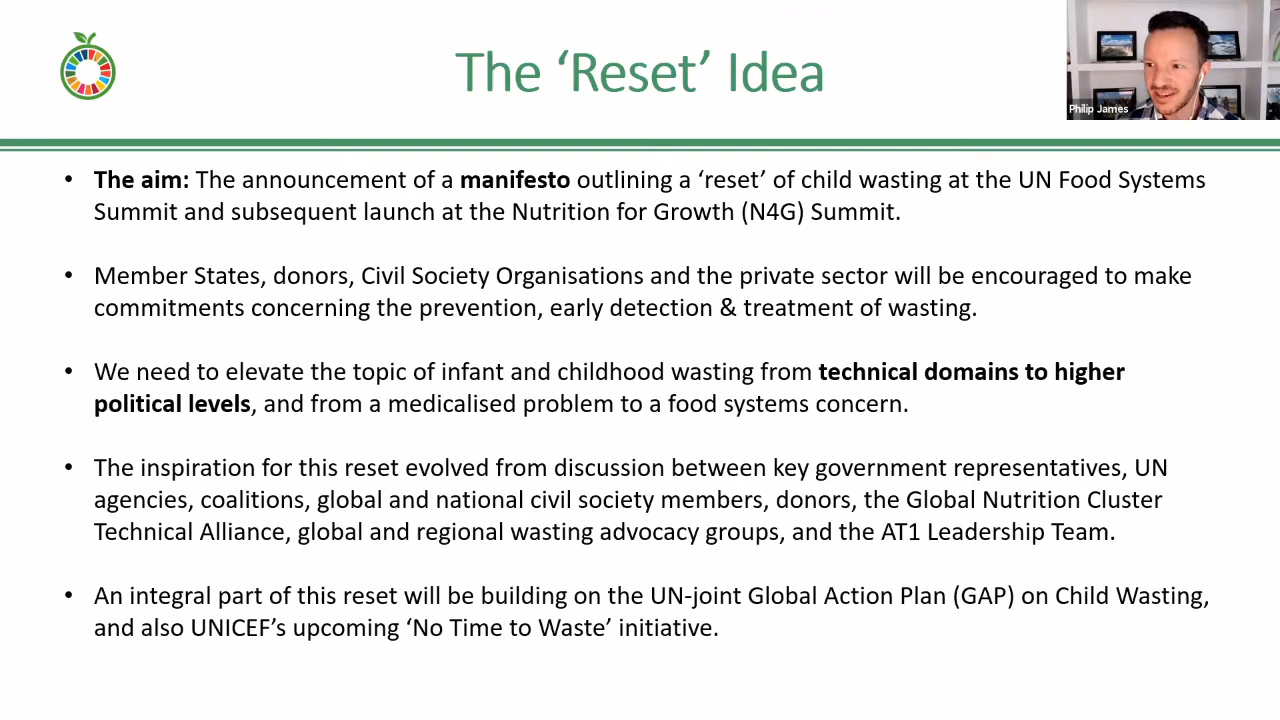 The ‘Reset’ Idea
Philip James
• The aim: The announcement of a manifesto outlining a ‘reset’ of child wasting at the UN Food Systems
Summit and subsequent launch at the Nutrition for Growth (N4G) Summit.
• Member States, donors, Civil Society Organisations and the private sector will be encouraged to make
commitments concerning the prevention, early detection & treatment of wasting.
• We need to elevate the topic of infant and childhood wasting from technical domains to higher
political levels, and from a medicalised problem to a food systems concern.
• The inspiration for this reset evolved from discussion between key government representatives, UN
agencies, coalitions, global and national civil society members, donors, the Global Nutrition Cluster
Technical Alliance, global and regional wasting advocacy groups, and the AT1 Leadership Team.
• An integral part of this reset will be building on the UN-joint Global Action Plan (GAP) on Child Wasting,
and also UNICEF’s upcoming ‘No Time to Waste’ initiative.